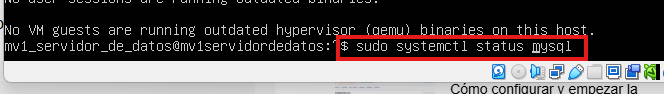 No user sessions are running outdated binaries.
No VM guests are running outdated hypervisor (qemu) binaries on this host.
mv1_servidor_de_datos@mv1servidordedatos:~$ sudo systemctl status mysql
Cómo configurar y empezar la